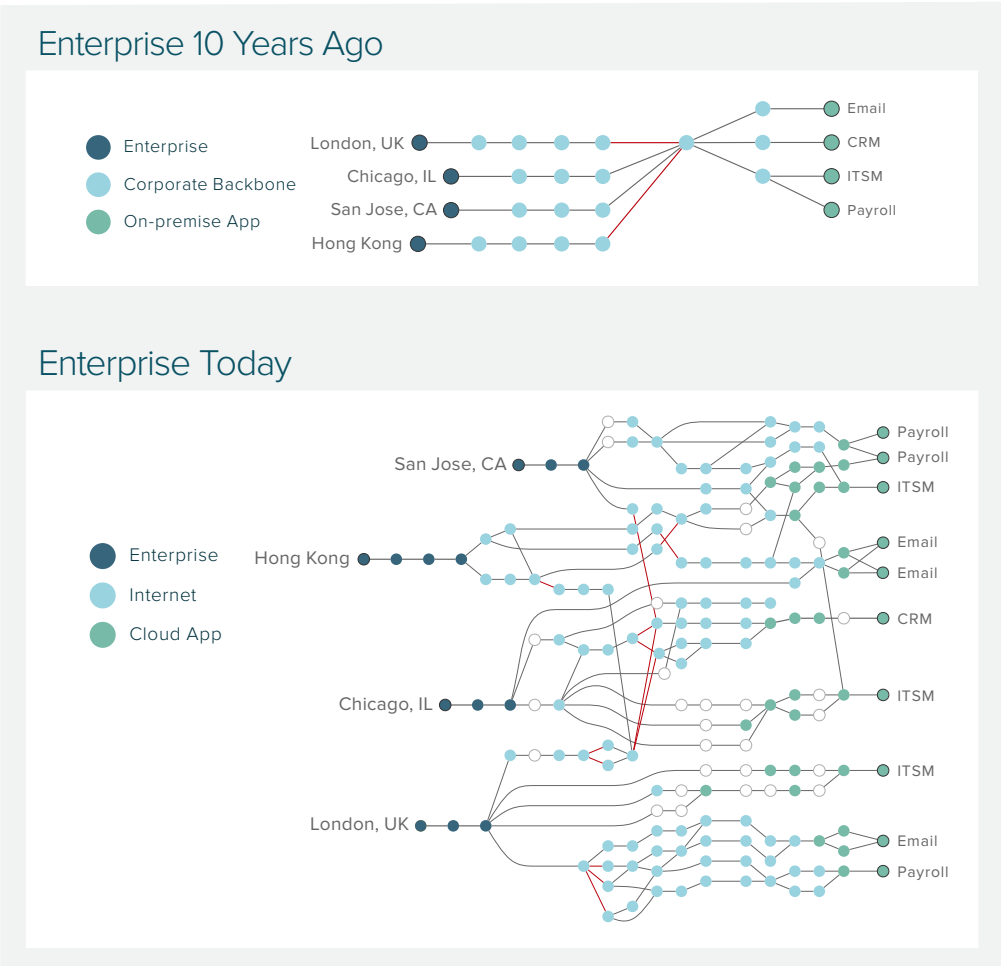 Enterprise 10 Years Ago
Enterprise
Corporate Backbone
On-premise App
London, UK
Chicago, IL
San Jose, CA
Hong Kong
Email
CRM
ITSM
Payroll
Enterprise Today
Enterprise
Internet
Cloud App
San Jose, CA
Hong Kong
Chicago, IL
London, UK
Payroll
Payroll
ITSM
Email
Email
CRM
ITSM
ITSM
Email
Payroll